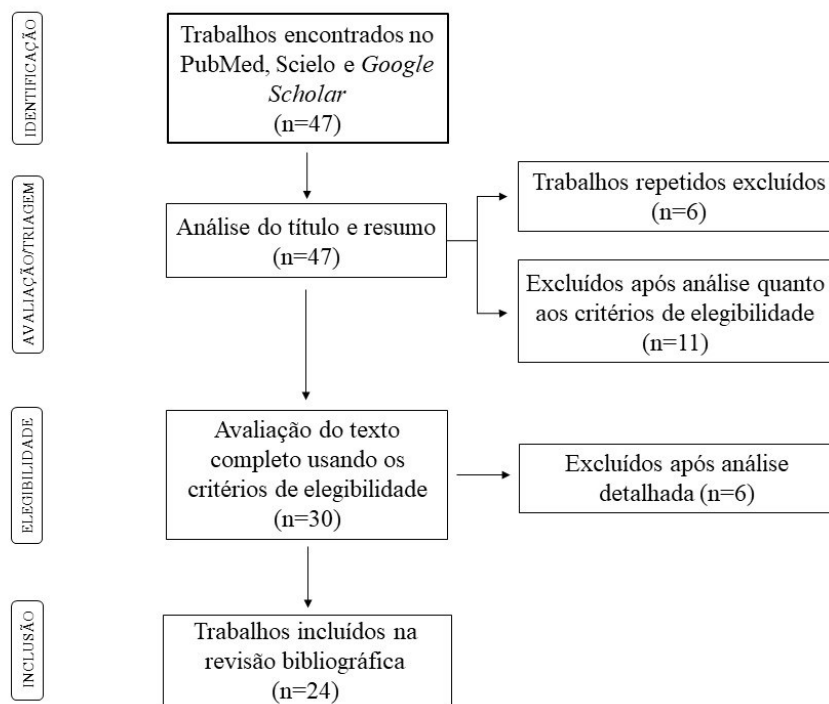 IDENTIFICAÇÃO
Trabalhos encontrados no
PubMed, Scielo e Google
Scholar
(n=47)
AVALIAÇÃO/TRIAGEM
Análise do título e resumo
(n=47)
Trabalhos repetidos excluídos
(n=6)
Excluídos após análise quanto
aos critérios de elegibilidade
(n=11)
ELEGIBILIDADE
Avaliação do texto
completo usando os
critérios de elegibilidade
(n=30)
Excluídos após análise
detalhada (n=6)
INCLUSÃO
Trabalhos incluídos na
revisão bibliográfica
(n=24)